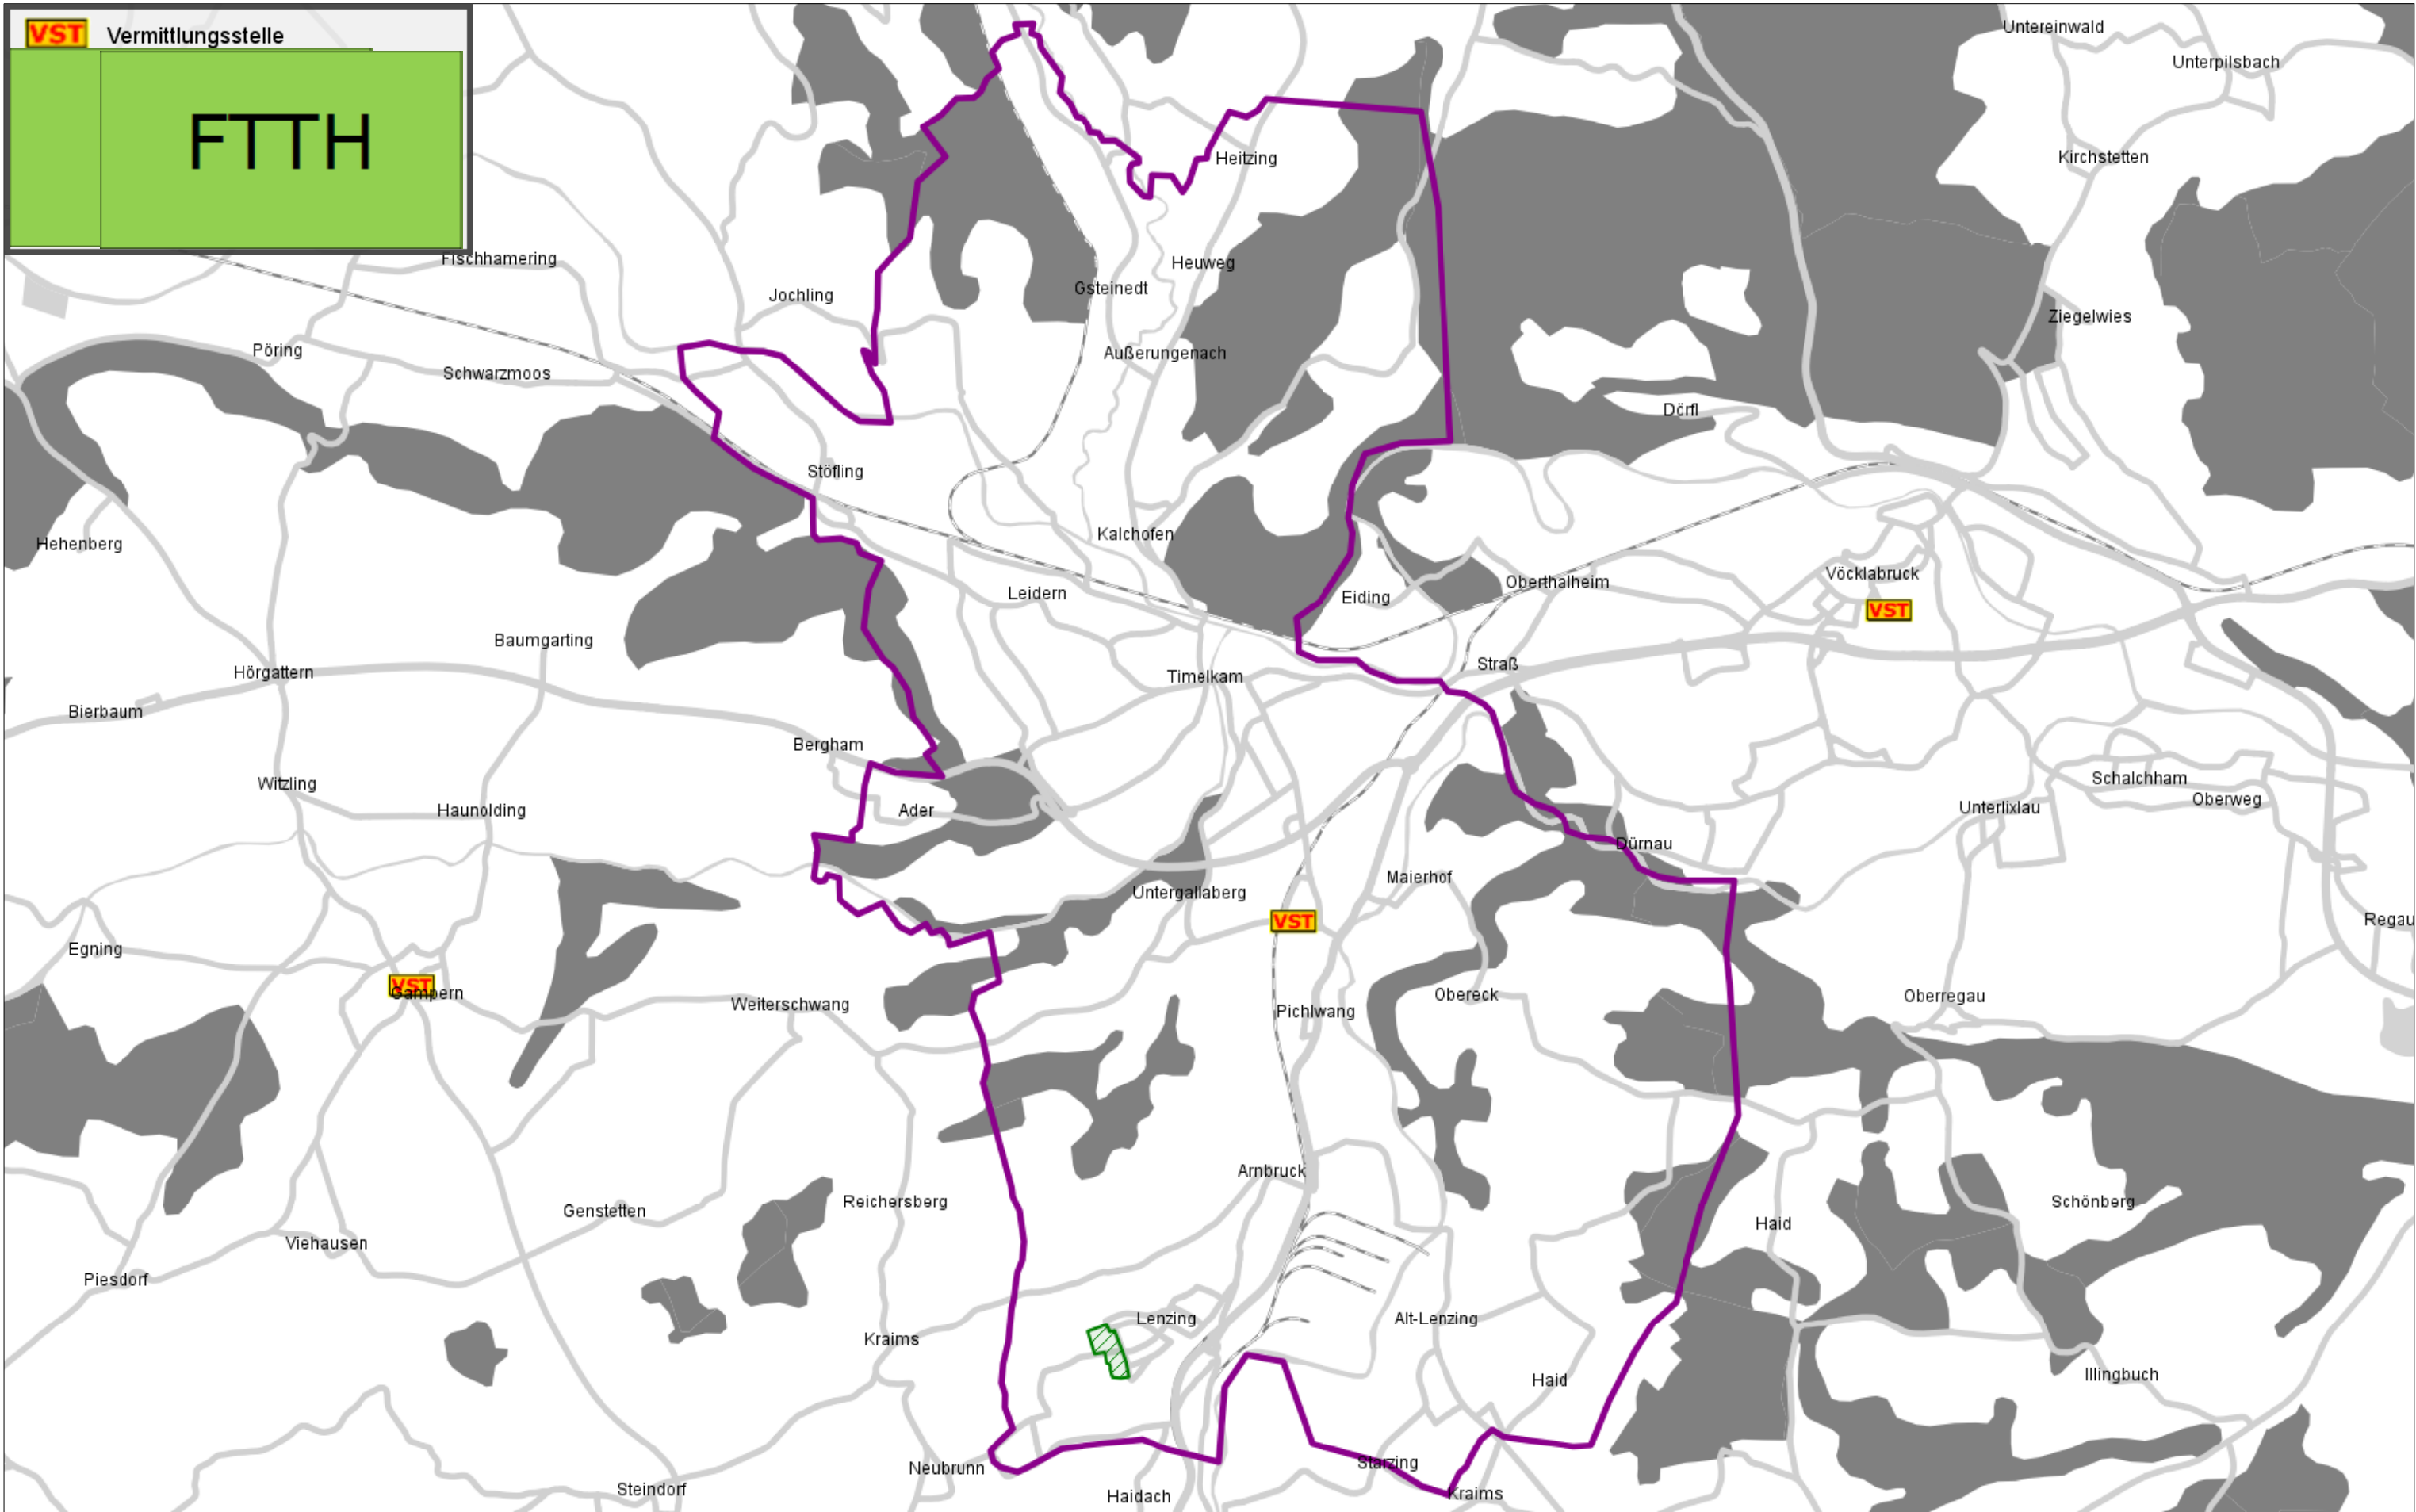 VST Vermittlungsstelle
FTTH
Untereinwald
Unterpilsbach
Kirchstetten
Heitzing
Fischhamering
Heuweg
Gsteinedt
Jochling
Ziegelwies
Pöring
Außerungenach
Schwarzmoos
Dörfl
Stöfling
Kalchofen
Hehenberg
Vöcklabruck
Oberthalheim
Leidern
Eiding
VST
Baumgarting
Straß
Hörgattern
Timelkam
Bierbaum
Bergham
Schalchham
Witzling
Oberweg
Haunolding
Ader
Unterlixlau
Dürnau
Maierhof
Untergallaberg
VST
Regau
Egning
VST
Gampern
Obereck
Oberregau
Weiterschwang
Pichlwang
Arnbruck
Reichersberg
Schönberg
Genstetten
Haid
Viehausen
Piesdorf
Lenzing
Alt-Lenzing
Kraims
Illingbuch
Haid
Starzing
Neubrunn
Steindorf
Kraims
Haidach